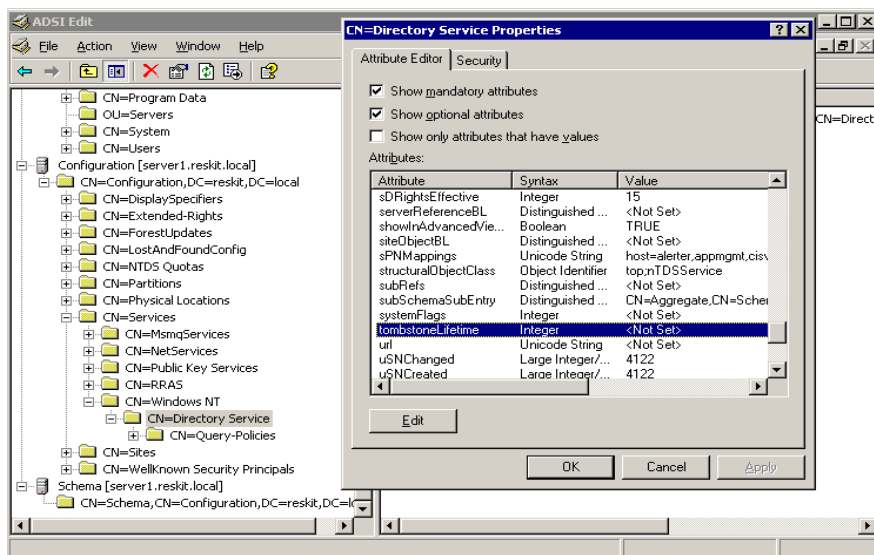 ADSI Edit
File Action View Window Help
CN=Program Data
OU=Servers
CN=System
CN=Users
Configuration [server1.reskit.local]
CN=Configuration,DC=reskit,DC=local
CN=DisplaySpecifiers
CN=Extended-Rights
CN=ForestUpdates
CN=LostAndFoundConfig
CN=NTDS Quotas
CN=Partitions
CN=Physical Locations
CN=Services
CN=MsmqServices
CN=NetServices
CN=Public Key Services
CN=RRAS
CN=Windows NT
CN=Directory Service
CN=Query-Policies
CN=Sites
CN=WellKnown Security Principals
Schema [server1.reskit.local]
CN=Schema,CN=Configuration,DC=reskit,DC=lo
CN=Direct
CN=Directory Service Properties
Attribute Editor Security
Show mandatory attributes
Show optional attributes
Show only attributes that have values
Attributes:
Attribute Syntax Value
sDRightsEffective Integer 15
serverReferenceBL Distinguished ... <Not Set>
showInAdvancedVie... Boolean TRUE
siteObjectBL Distinguished ... <Not Set>
sPNMappings Unicode String host=alerter,appmgmt,cisv
structuralObjectClass Object Identifier top;nTDSService
subRefs Distinguished ... <Not Set>
subSchemaSubEntry Distinguished ... CN=Aggregate,CN=Schei
systemFlags Integer <Not Set>
tombstoneLifetime Integer <Not Set>
url Unicode String <Not Set>
uSNChanged Large Integer/... 4122
uSNCreated Large Integer/... 4122
Edit
OK Cancel Apply